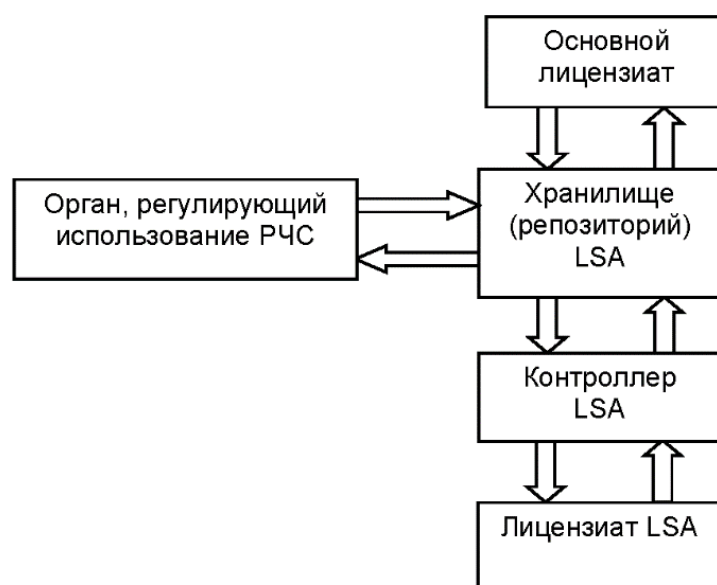 Основной
лицензиат
Орган, регулирующий
использование РЧС
Хранилище
(репозиторий)
LSA
Контроллер
LSA
Лицензиат LSA